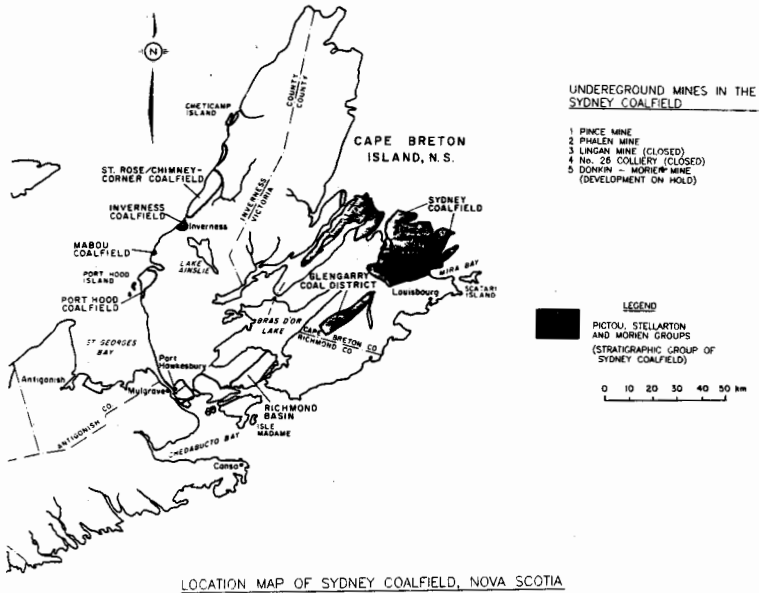 N
CHETICAMP
ISLAND
COUNTY
COUNTY
CAPE BRETON
ISLAND, N.S.
ST. ROSE/CHIMNEY-
CORNER COALFIELD
INVERNESS
VICTORIA
INVERNESS
COALFIELD
Inverness
SYDNEY
COALFIELD
MABOU
COALFIELD
LAKE
AINSLIE
PORT HOOD
ISLAND
PORT HOOD
COALFIELD
GLENGARRY
COAL DISTRICT
MIRA BAY
Louisbourg
SCATARI
ISLAND
BRAS D'OR
LAKE
CAPE BRETON CO
RICHMOND CO
ST GEORGES
BAY
Port
Hawkesbury
Antigonish
Mulgrave
RICHMOND
BASIN
ISLE
MADAME
ANTIGONISH CO
CHEDABUCTO BAY
Canso
UNDEREGROUND MINES IN THE
SYDNEY COALFIELD
1 PINCE MINE
2 PHALEN MINE
3 LINGAN MINE (CLOSED)
4 No. 26 COLLIERY (CLOSED)
5 DONKIN - MORIEN MINE
(DEVELOPMENT ON HOLD)
LEGEND
PICTOU, STELLARTON
AND MORIEN GROUPS
(STRATIGRAPHIC GROUP OF
SYDNEY COALFIELD)
0 10 20 30 40 50 km
LOCATION MAP OF SYDNEY COALFIELD, NOVA SCOTIA